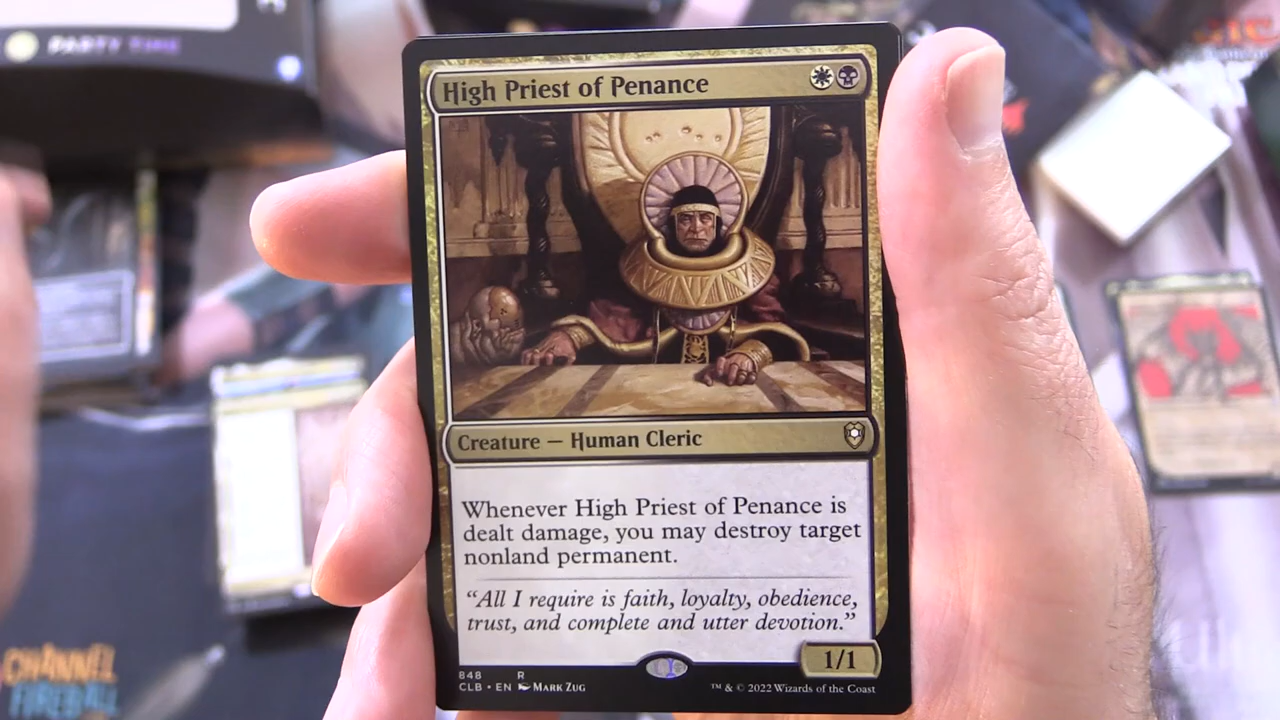 PARTY TIME
High Priest of Penance
Creature — Human Cleric
Whenever High Priest of Penance is
dealt damage, you may destroy target
nonland permanent.
“All I require is faith, loyalty, obedience,
trust, and complete and utter devotion.”
1/1
848 R
CLB • EN Mark Zug
™ & © 2022 Wizards of the Coast
CHANNEL
FIREBALL